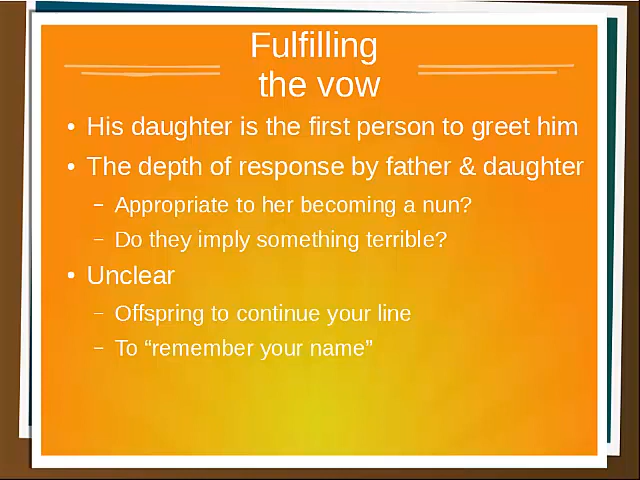 Fulfilling
the vow
• His daughter is the first person to greet him
• The depth of response by father & daughter
– Appropriate to her becoming a nun?
– Do they imply something terrible?
• Unclear
– Offspring to continue your line
– To “remember your name”